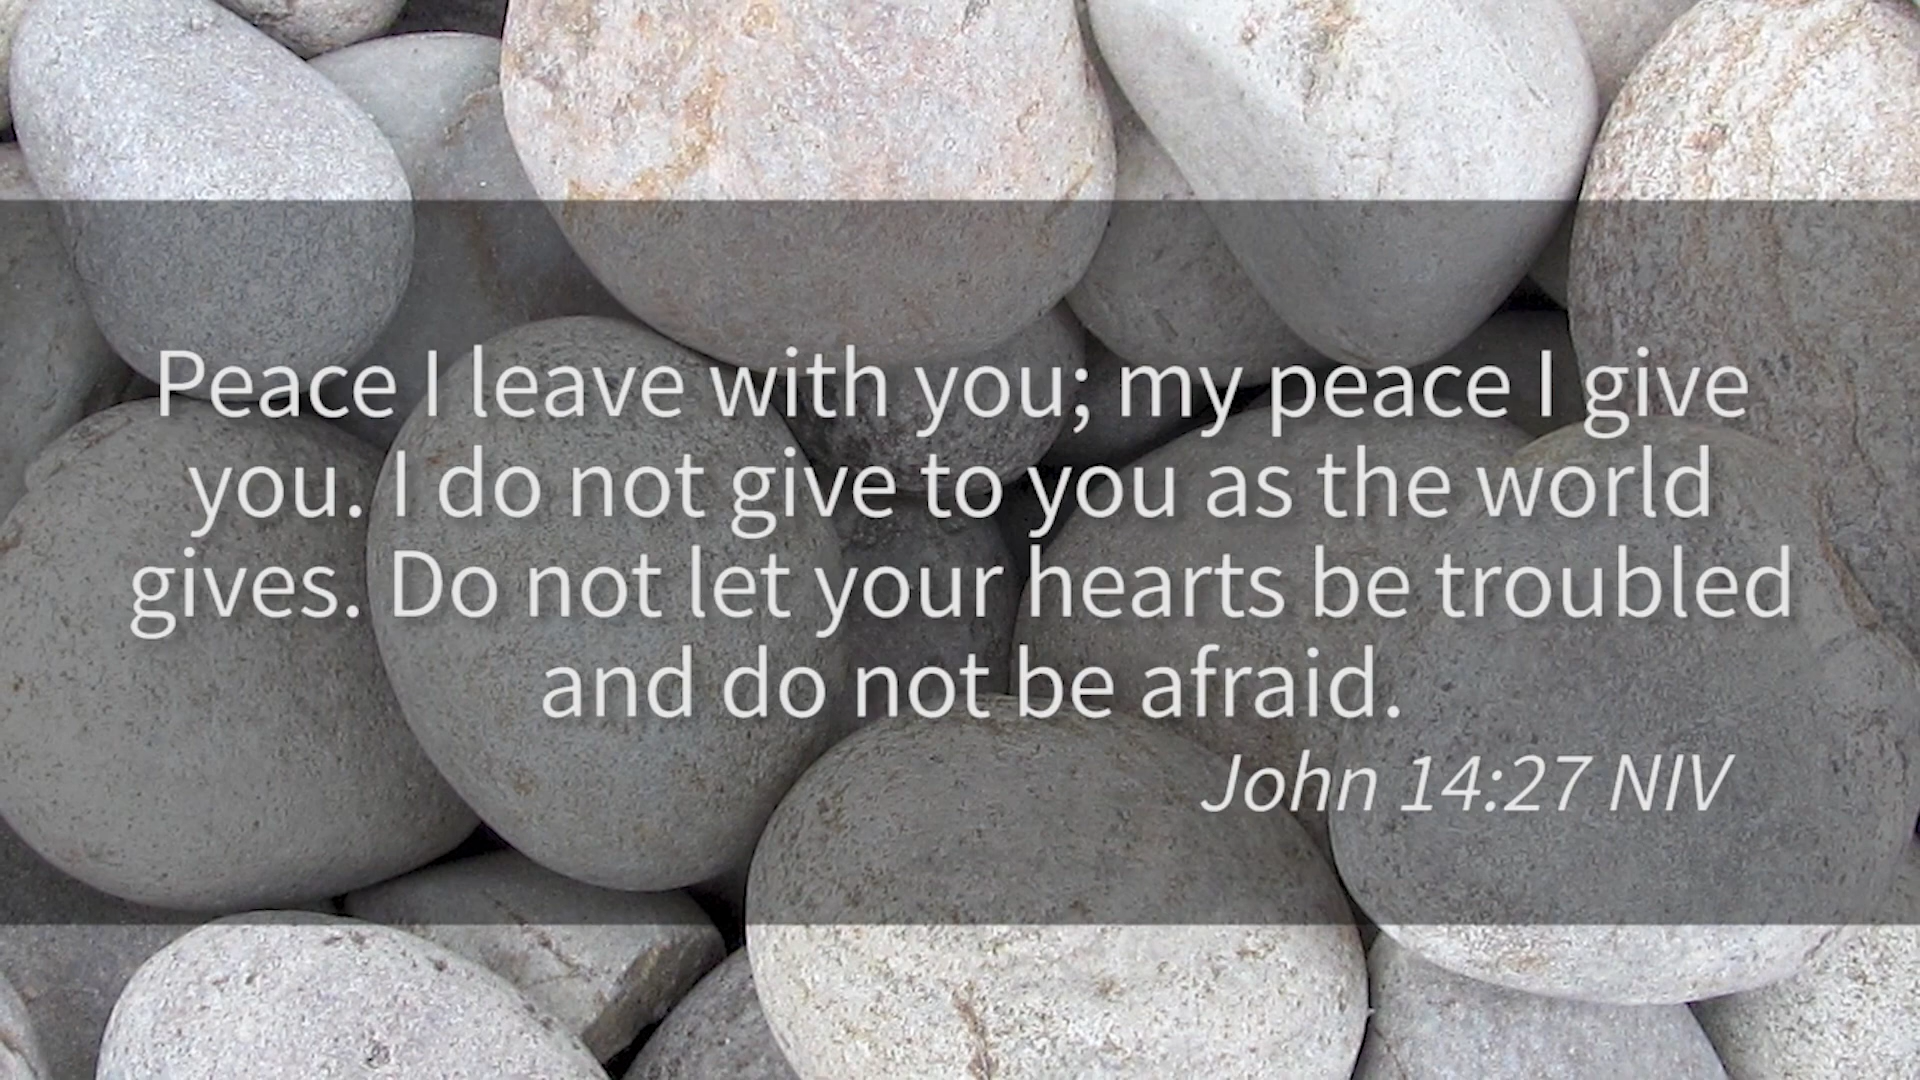 Peace I leave with you; my peace I give
you. I do not give to you as the world
gives. Do not let your hearts be troubled
and do not be afraid.
John 14:27 NIV